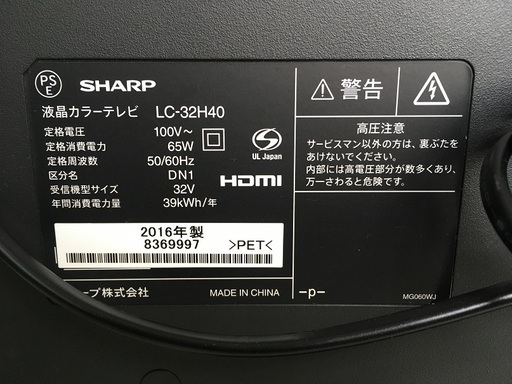 PS
E
SHARP
液晶カラーテレビ LC-32H40
定格電圧 100V~
定格消費電力 65W
定格周波数 50/60Hz
区分名 DN1
受信機型サイズ 32V
年間消費電力量 39kWh/年
S
UL Japan
HDMI
2016年製
8369997
>PET<
ープ株式会社
MADE IN CHINA
警告
高圧注意
サービスマン以外の方は、裏ぶたを
あけないでください。
内部には高電圧部分が数多くあり、
万一さわると危険です。
-p-
MG060WJ